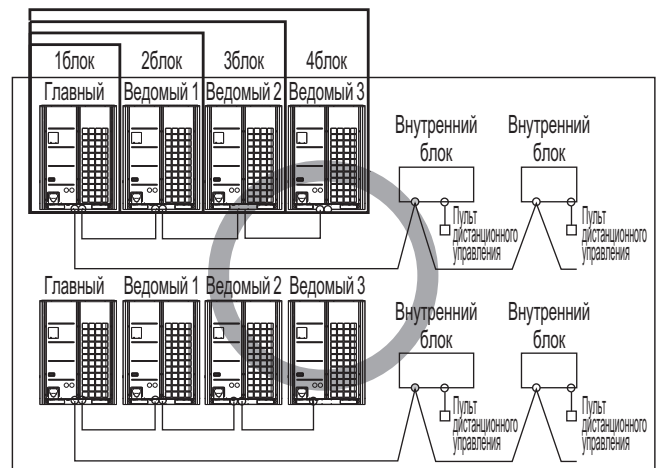 1блок 2блок 3блок 4блок
Главный Ведомый 1 Ведомый 2 Ведомый 3
Внутренний
блок
Внутренний
блок
Пульт
дистанционного
управления
Пульт
дистанционного
управления
Главный Ведомый 1 Ведомый 2 Ведомый 3
Внутренний
блок
Внутренний
блок
Пульт
дистанционного
управления
Пульт
дистанционного
управления